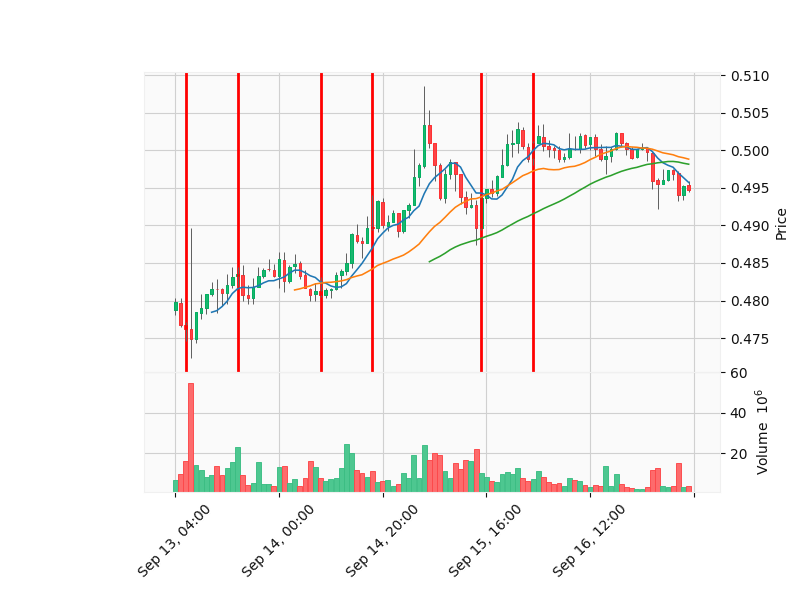 0.510
0.505
0.500
0.495
0.490
0.485
0.480
0.475
Price
60
40
20
Volume 10^6
Sep 13, 04:00
Sep 14, 00:00
Sep 14, 20:00
Sep 15, 16:00
Sep 16, 12:00